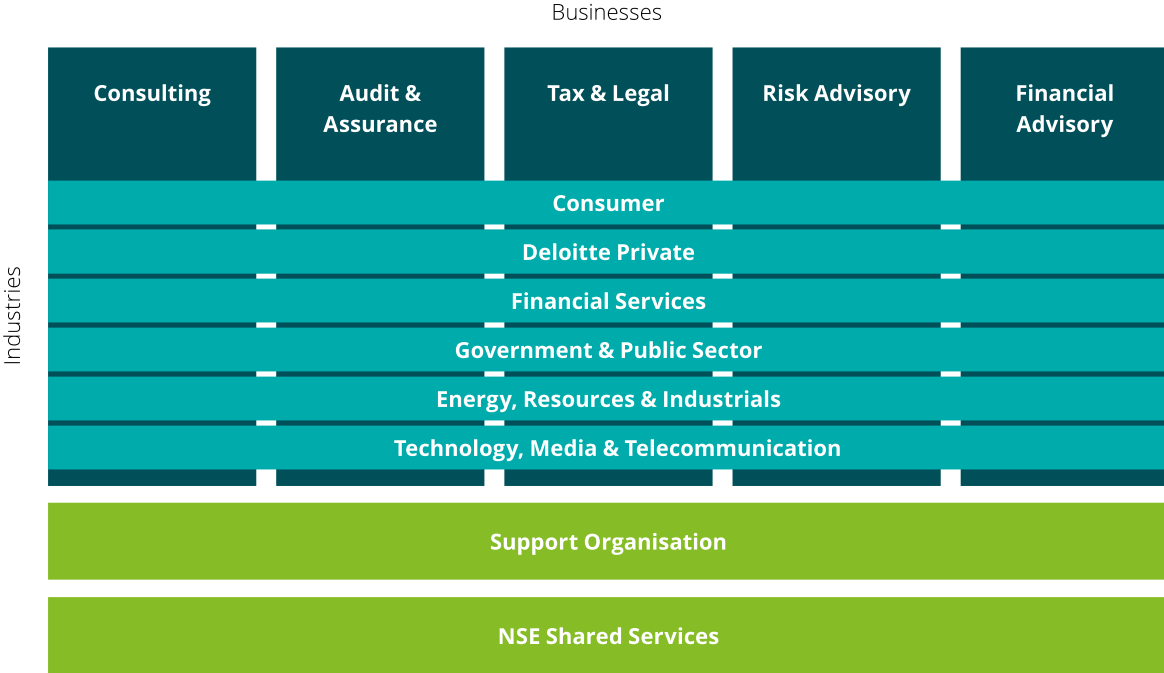 Businesses
Consulting
Audit &
Assurance
Tax & Legal
Risk Advisory
Financial
Advisory
Industries
Consumer
Deloitte Private
Financial Services
Government & Public Sector
Energy, Resources & Industrials
Technology, Media & Telecommunication
Support Organisation
NSE Shared Services